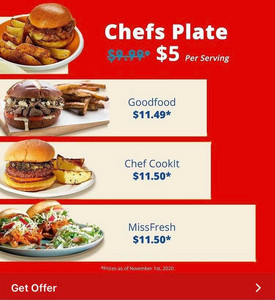 Chefs Plate
$9.99* $5 Per Serving
Goodfood
$11.49*
Chef CookIt
$11.50*
MissFresh
$11.50*
*Prices as of November 1st, 2020
Get Offer